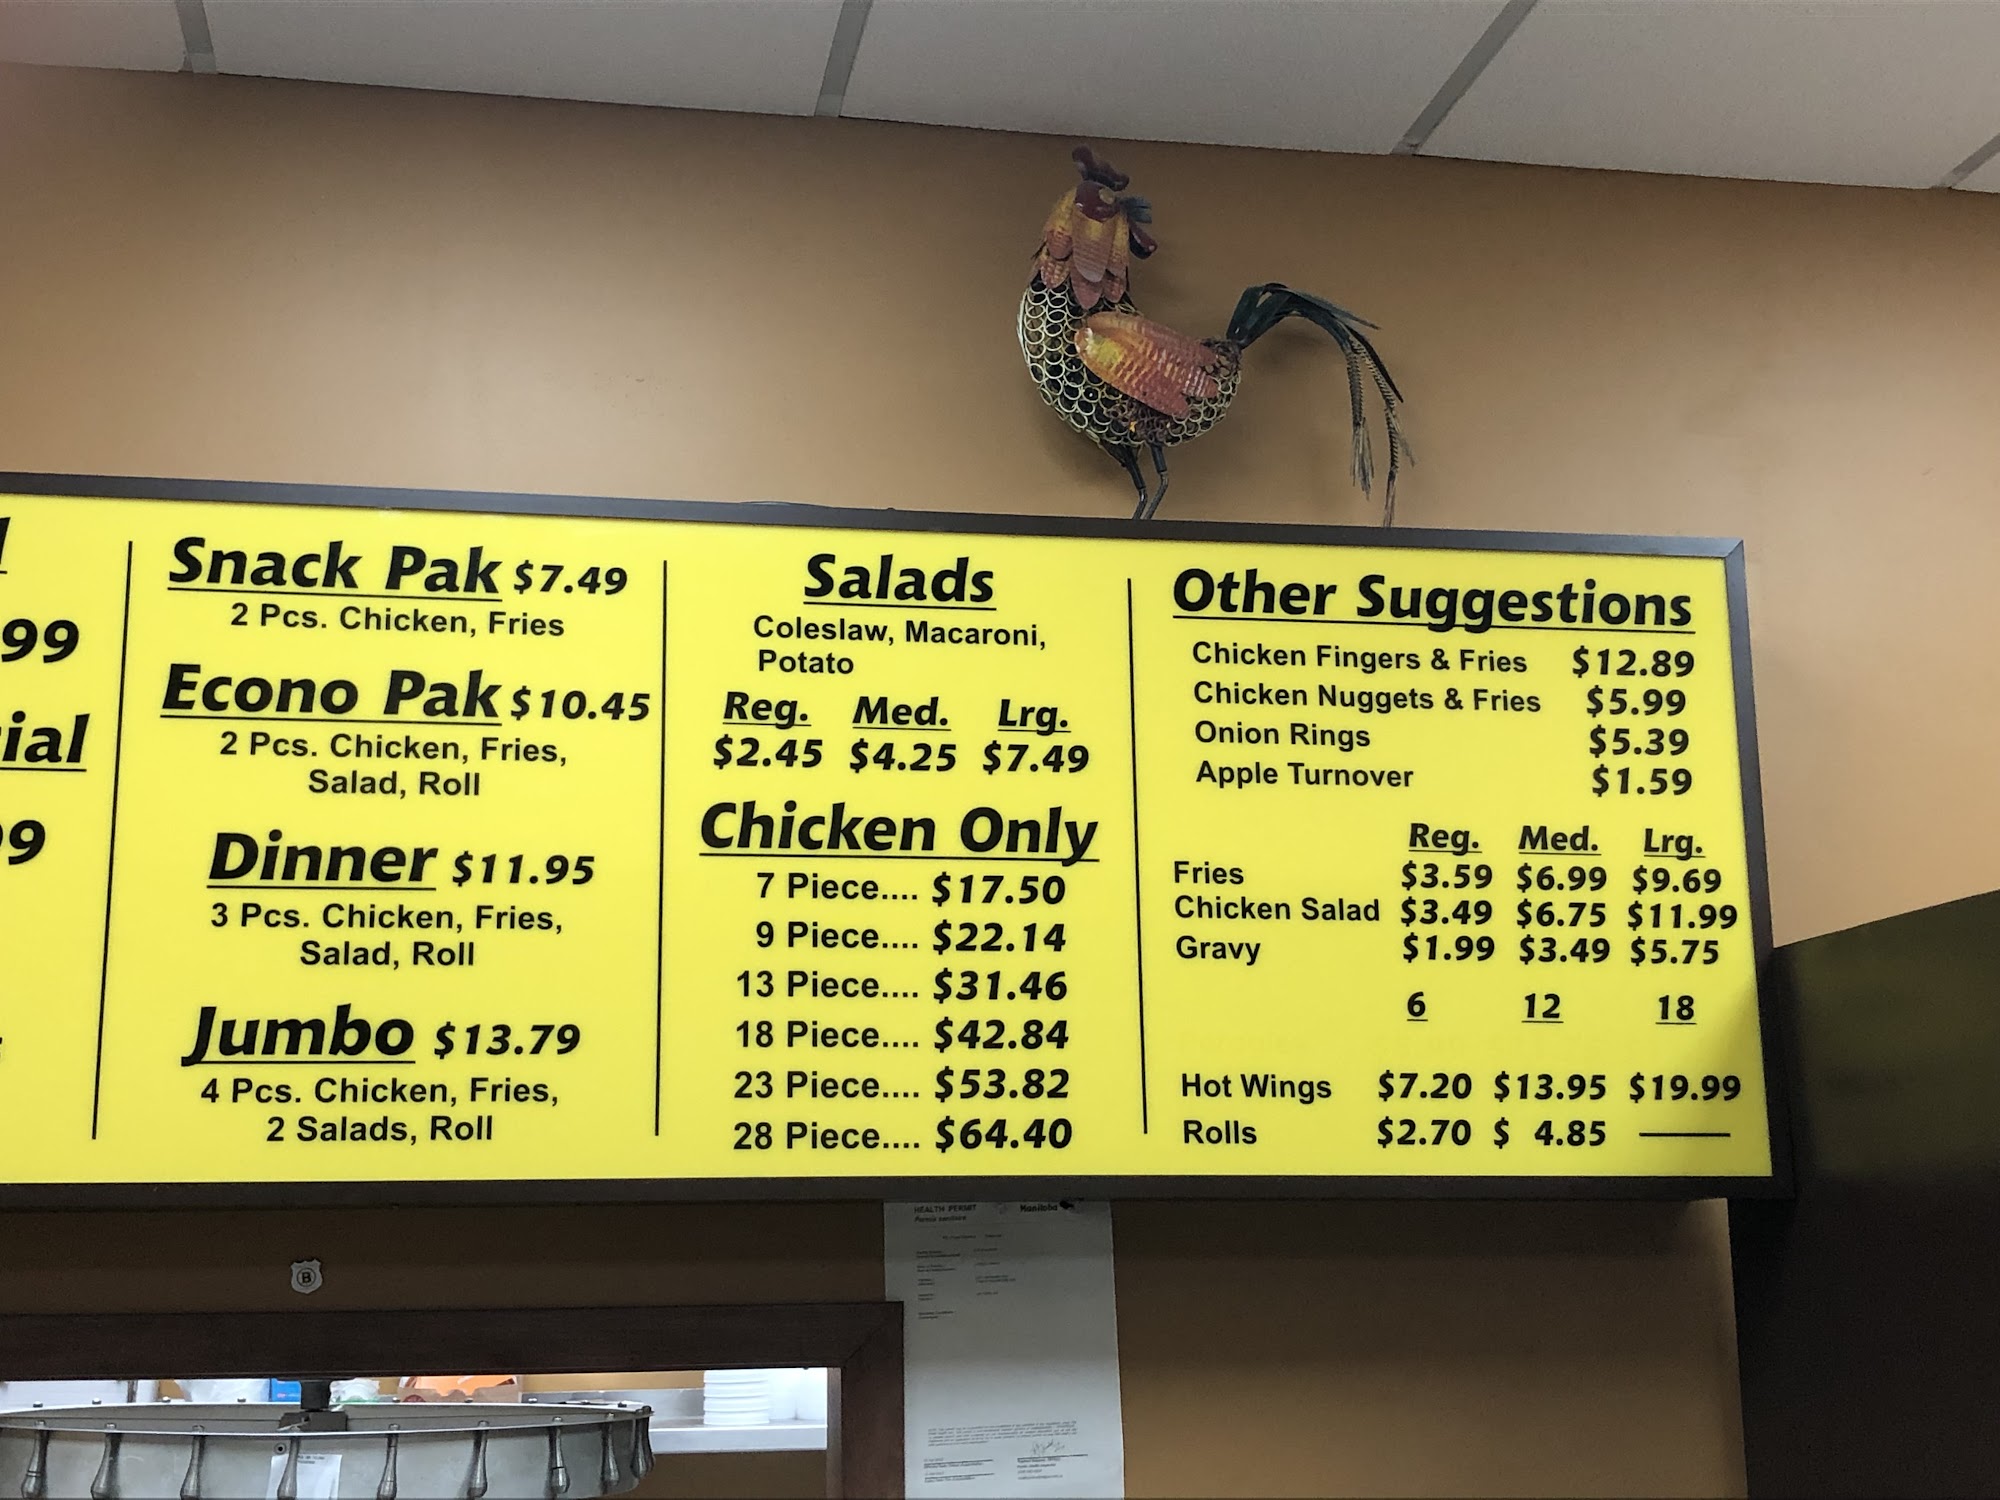 99
ial
9
Snack Pak $7.49
2 Pcs. Chicken, Fries
Econo Pak $10.45
2 Pcs. Chicken, Fries,
Salad, Roll
Dinner $11.95
3 Pcs. Chicken, Fries,
Salad, Roll
Jumbo $13.79
4 Pcs. Chicken, Fries,
2 Salads, Roll
Salads
Coleslaw, Macaroni,
Potato
Reg. Med. Lrg.
$2.45 $4.25 $7.49
Chicken Only
7 Piece.... $17.50
9 Piece.... $22.14
13 Piece.... $31.46
18 Piece.... $42.84
23 Piece.... $53.82
28 Piece.... $64.40
Other Suggestions
Chicken Fingers & Fries $12.89
Chicken Nuggets & Fries $5.99
Onion Rings $5.39
Apple Turnover $1.59
Reg. Med. Lrg.
Fries $3.59 $6.99 $9.69
Chicken Salad $3.49 $6.75 $11.99
Gravy $1.99 $3.49 $5.75
6 12 18
Hot Wings $7.20 $13.95 $19.99
Rolls $2.70 $ 4.85
B
HEALTH PERMIT
Manitoba